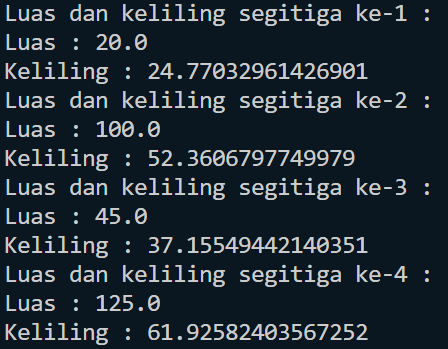 Luas dan keliling segitiga ke-1 :
Luas : 20.0
Keliling : 24.77032961426901
Luas dan keliling segitiga ke-2 :
Luas : 100.0
Keliling : 52.3606797749979
Luas dan keliling segitiga ke-3 :
Luas : 45.0
Keliling : 37.15549442140351
Luas dan keliling segitiga ke-4 :
Luas : 125.0
Keliling : 61.92582403567252